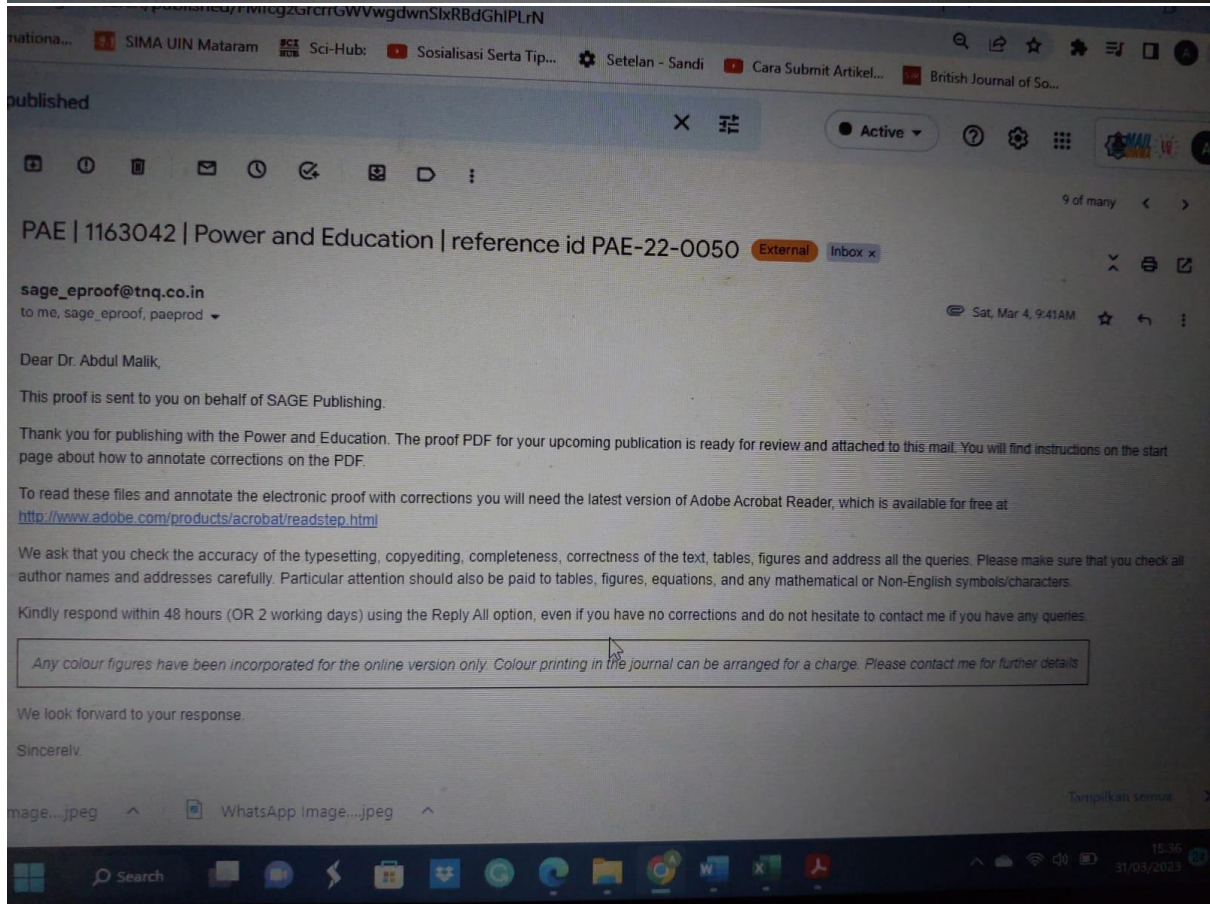 published/FMfcgzGrcrrGWVwgdwnSlxRBdGhlPLrN
nationa... SIMA UIN Mataram SCI HUB Sci-Hub: Sosialisasi Serta Tip... Setelan - Sandi Cara Submit Artikel... British Journal of So...
published
Active
9 of many
PAE | 1163042 | Power and Education | reference id PAE-22-0050 External Inbox x
sage_eproof@tnq.co.in
to me, sage_eproof, paeprod
Sat, Mar 4, 9:41AM
Dear Dr. Abdul Malik,
This proof is sent to you on behalf of SAGE Publishing.
Thank you for publishing with the Power and Education. The proof PDF for your upcoming publication is ready for review and attached to this mail. You will find instructions on the start
page about how to annotate corrections on the PDF.
To read these files and annotate the electronic proof with corrections you will need the latest version of Adobe Acrobat Reader, which is available for free at
http://www.adobe.com/products/acrobat/readstep.html
We ask that you check the accuracy of the typesetting, copyediting, completeness, correctness of the text, tables, figures and address all the queries. Please make sure that you check all
author names and addresses carefully. Particular attention should also be paid to tables, figures, equations, and any mathematical or Non-English symbols/characters.
Kindly respond within 48 hours (OR 2 working days) using the Reply All option, even if you have no corrections and do not hesitate to contact me if you have any queries.
Any colour figures have been incorporated for the online version only. Colour printing in the journal can be arranged for a charge. Please contact me for further details
We look forward to your response.
Sincerely,
mage....jpeg WhatsApp Image....jpeg Tampilkan semua
Search
15:36
31/03/2023